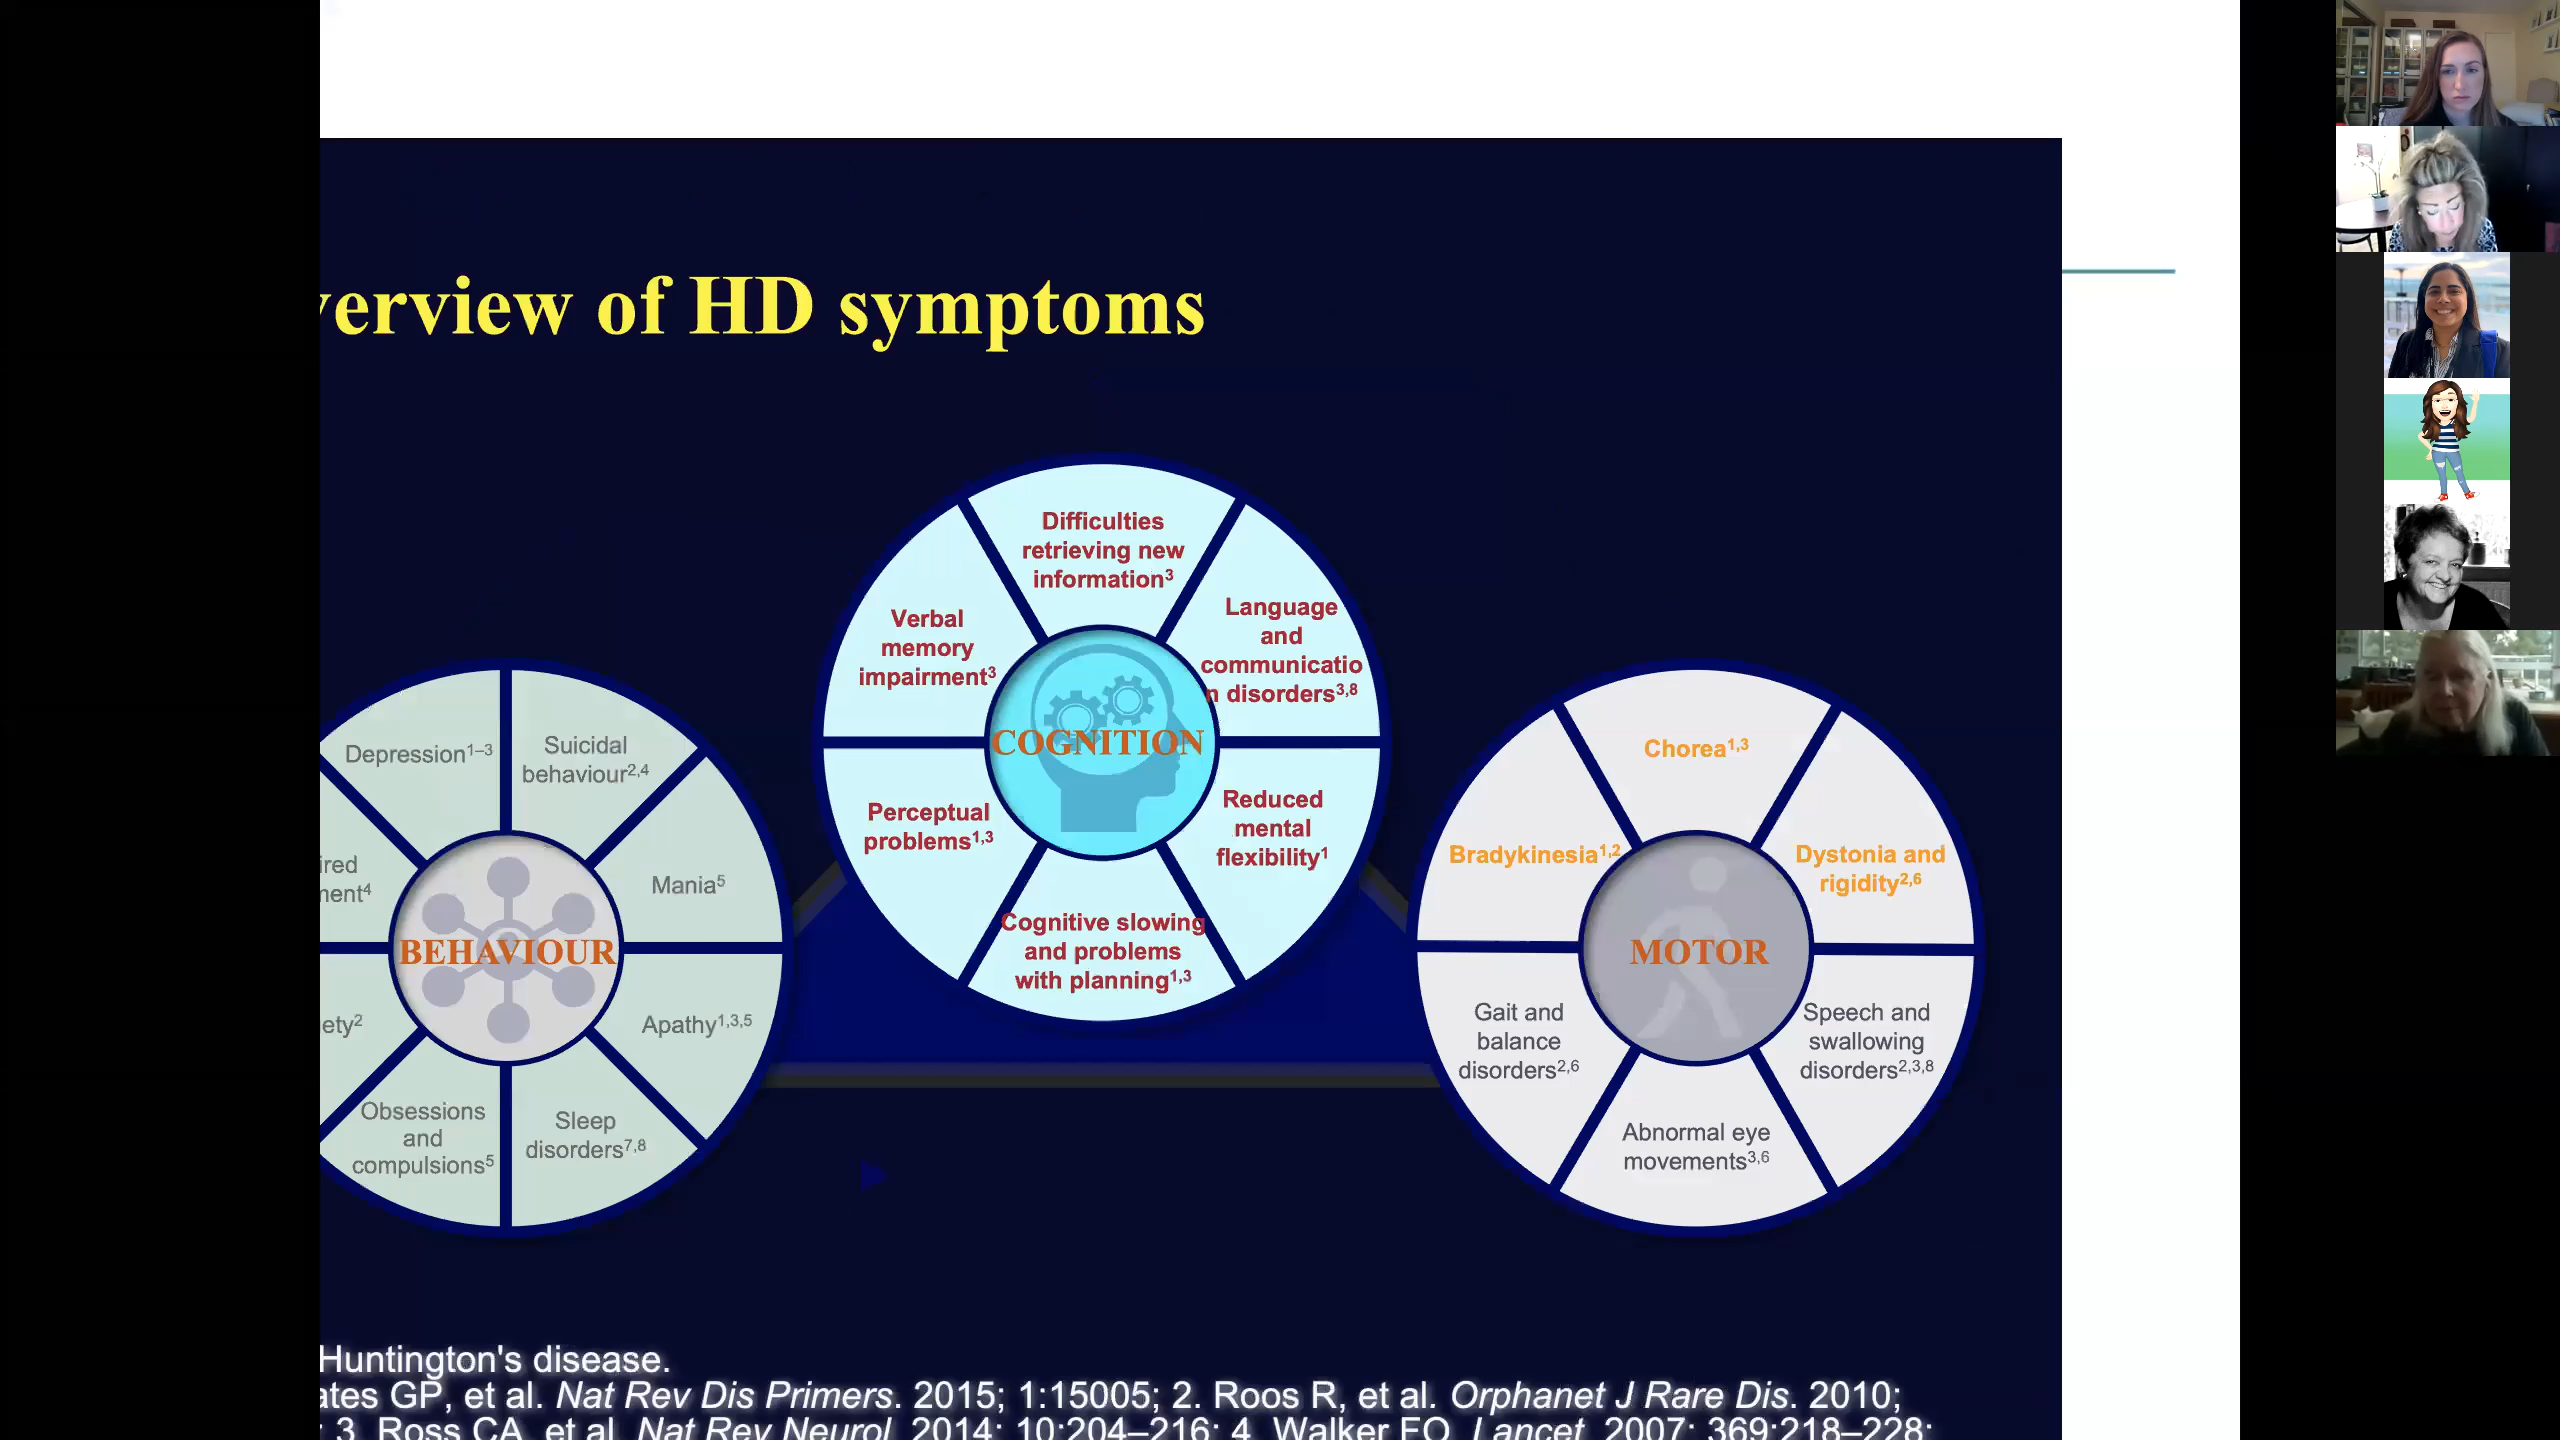 verview of HD symptoms
Difficulties
retrieving new
information3
Verbal
memory
impairment3
Language
and
communicatio
n disorders3,8
COGNITION
Perceptual
problems1,3
Reduced
mental
flexibility1
Cognitive slowing
and problems
with planning1,3
Depression1–3
Suicidal
behaviour2,4
ired
ment4
Mania5
BEHAVIOUR
ety2
Apathy1,3,5
Obsessions
and
compulsions5
Sleep
disorders7,8
Chorea1,3
Bradykinesia1,2
Dystonia and
rigidity2,6
MOTOR
Gait and
balance
disorders2,6
Speech and
swallowing
disorders2,3,8
Abnormal eye
movements3,6
Huntington's disease.
ates GP, et al. Nat Rev Dis Primers. 2015; 1:15005; 2. Roos R, et al. Orphanet J Rare Dis. 2010;
; 3. Ross CA, et al. Nat Rev Neurol. 2014; 10:204–216; 4. Walker FO. Lancet. 2007; 369:218–228;